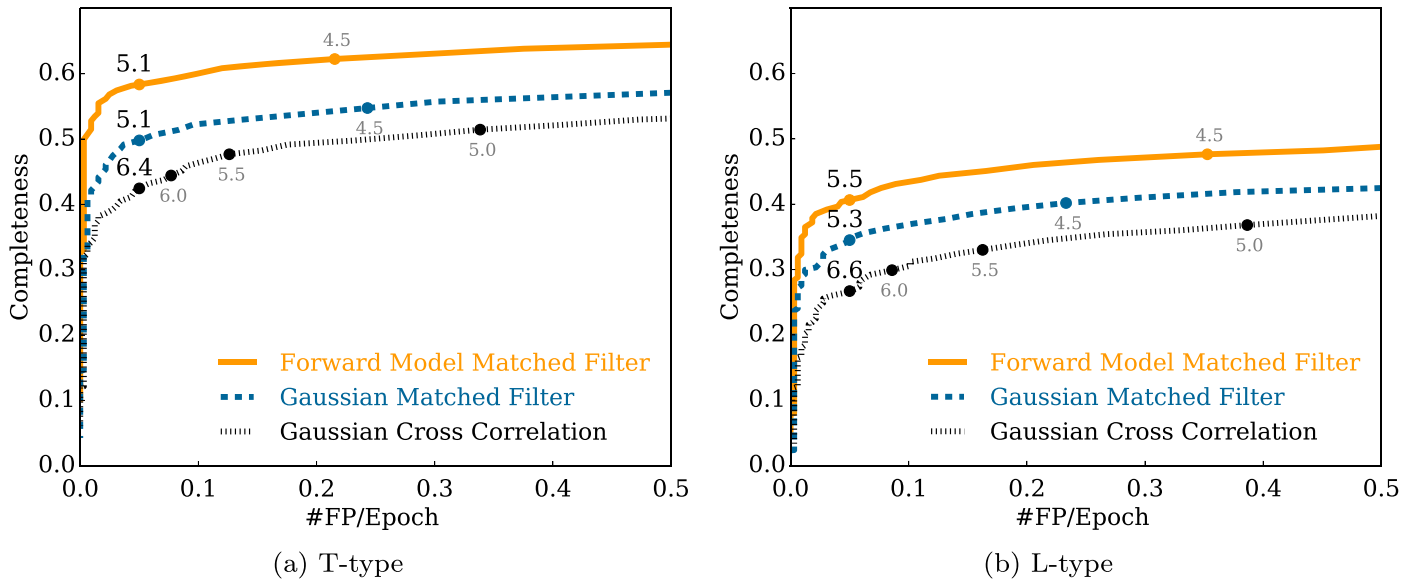 Completeness
0.6
0.5
0.4
0.3
0.2
0.1
0.0
5.1
4.5
5.1
4.5
6.4
6.0
5.5
5.0
Forward Model Matched Filter
Gaussian Matched Filter
Gaussian Cross Correlation
0.0 0.1 0.2 0.3 0.4 0.5
#FP/Epoch
(a) T-type
Completeness
0.6
0.5
0.4
0.3
0.2
0.1
0.0
5.5
4.5
5.3
4.5
6.6
6.0
5.5
5.0
Forward Model Matched Filter
Gaussian Matched Filter
Gaussian Cross Correlation
0.0 0.1 0.2 0.3 0.4 0.5
#FP/Epoch
(b) L-type